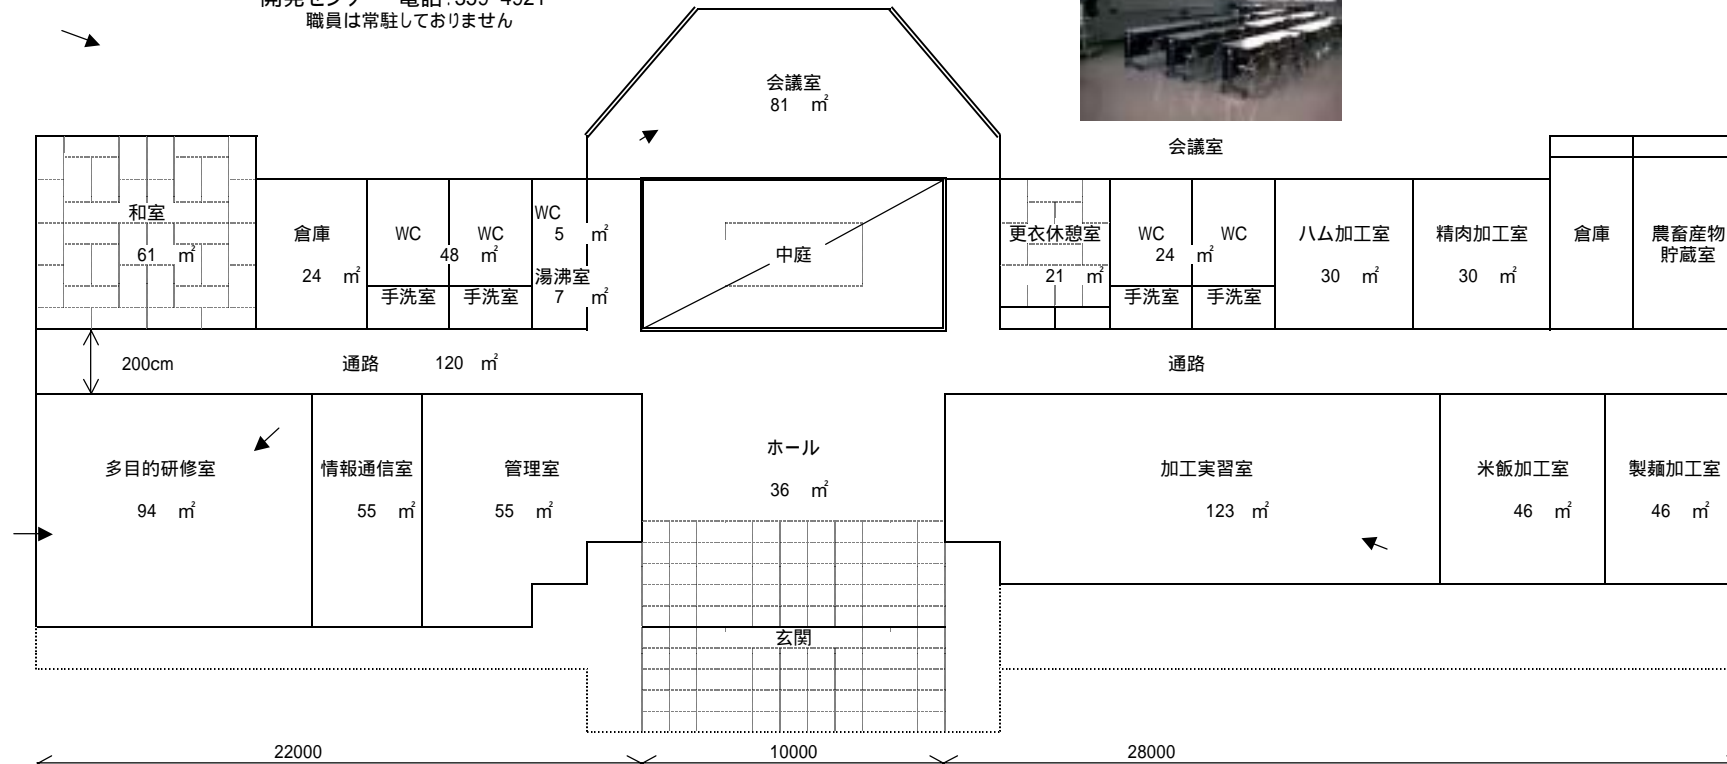 職員は常駐しておりません
会議室
81 ㎡
会議室
和室
61 ㎡
倉庫
24 ㎡
WC
WC
48 ㎡
手洗室
手洗室
WC
5 ㎡
湯沸室
7 ㎡
中庭
更衣休憩室
21 ㎡
WC
WC
24 ㎡
手洗室
手洗室
ハム加工室
30 ㎡
精肉加工室
30 ㎡
倉庫
農畜産物
貯蔵室
200cm
通路 120 ㎡
通路
多目的研修室
94 ㎡
情報通信室
55 ㎡
管理室
55 ㎡
ホール
36 ㎡
加工実習室
123 ㎡
米飯加工室
46 ㎡
製麺加工室
46 ㎡
玄関
22000
10000
28000